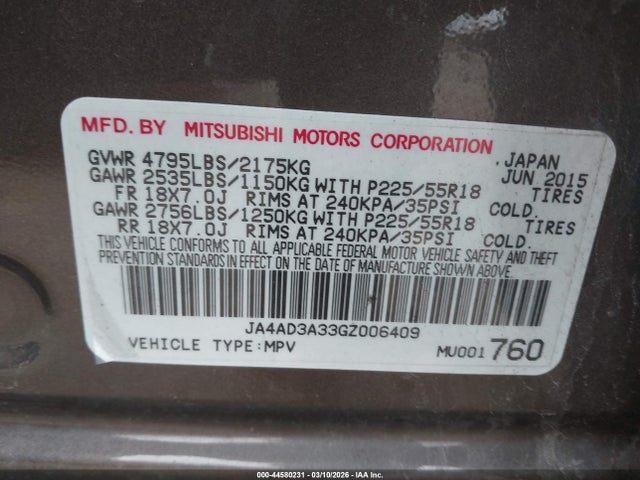 MFD. BY MITSUBISHI MOTORS CORPORATION
GVWR 4795LBS/2175KG , JAPAN
GAWR 2535LBS/1150KG WITH P225/55R18 JUN 2015
FR 18X7.0J RIMS AT 240KPA/35PSI COLD. TIRES
GAWR 2756LBS/1250KG WITH P225/55R18
RR 18X7.0J RIMS AT 240KPA/35PSI COLD. TIRES
THIS VEHICLE CONFORMS TO ALL APPLICABLE FEDERAL MOTOR VEHICLE SAFETY AND THEFT
PREVENTION STANDARDS IN EFFECT ON THE DATE OF MANUFACTURE SHOWN ABOVE.
JA4AD3A33GZ006409
VEHICLE TYPE:MPV MU001 760
000-44580231 - 03/10/2026 - IAA Inc.